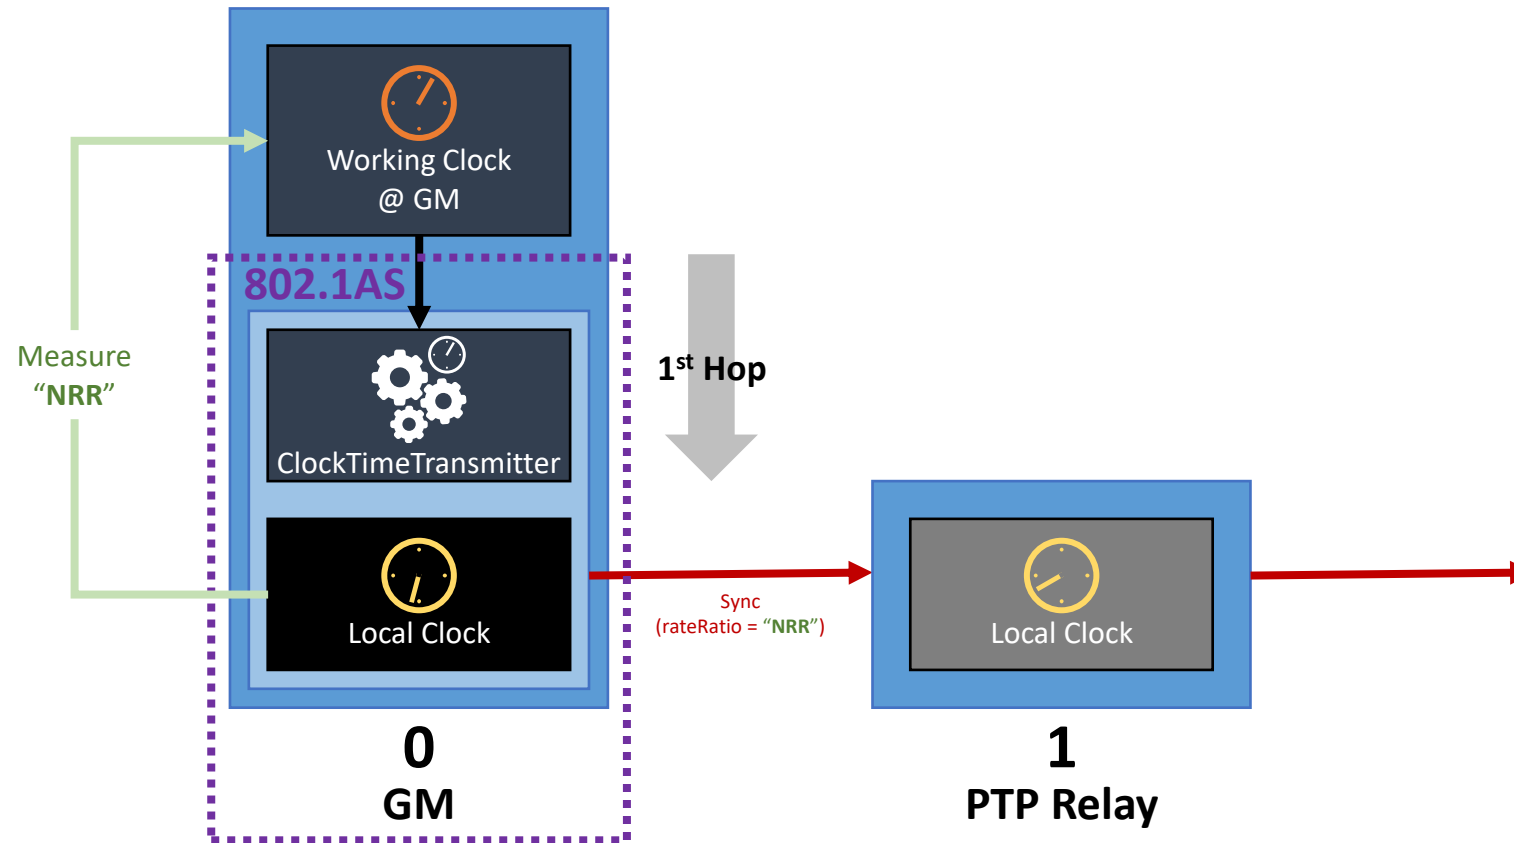 Working Clock
@ GM
802.1AS
Measure
“NRR”
1st Hop
ClockTimeTransmitter
Local Clock
Sync
(rateRatio = “NRR”)
Local Clock
0
GM
1
PTP Relay